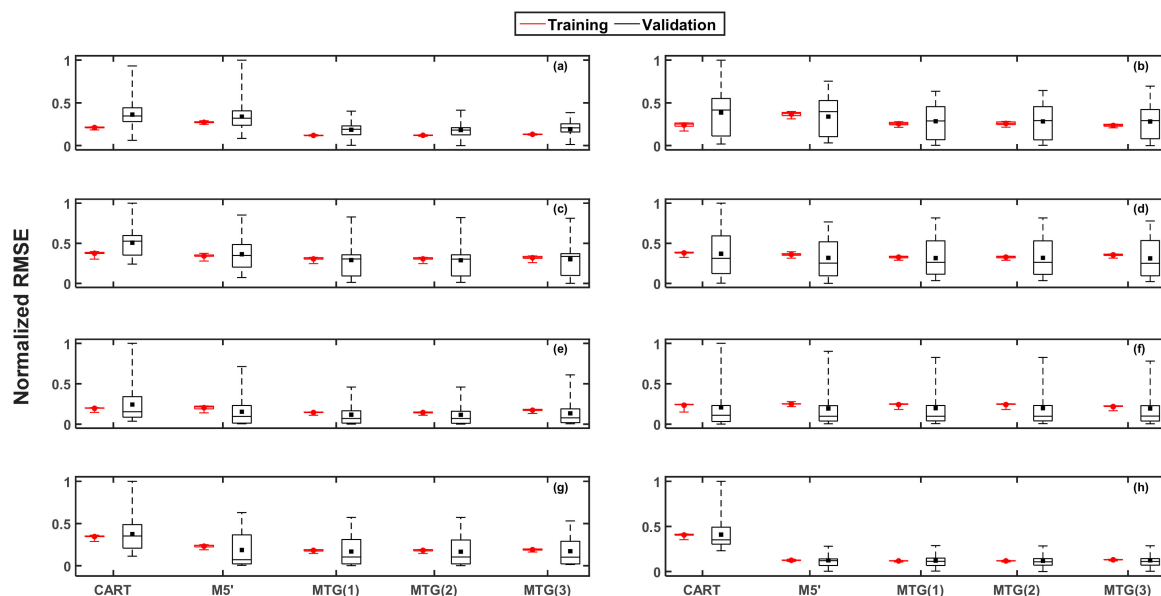 Training Validation
1 (a)
0.5
0
1 (b)
0.5
0
Normalized RMSE
1 (c)
0.5
0
1 (d)
0.5
0
1 (e)
0.5
0
1 (f)
0.5
0
1 (g)
0.5
0
1 (h)
0.5
0
CART M5' MTG(1) MTG(2) MTG(3)
CART M5' MTG(1) MTG(2) MTG(3)